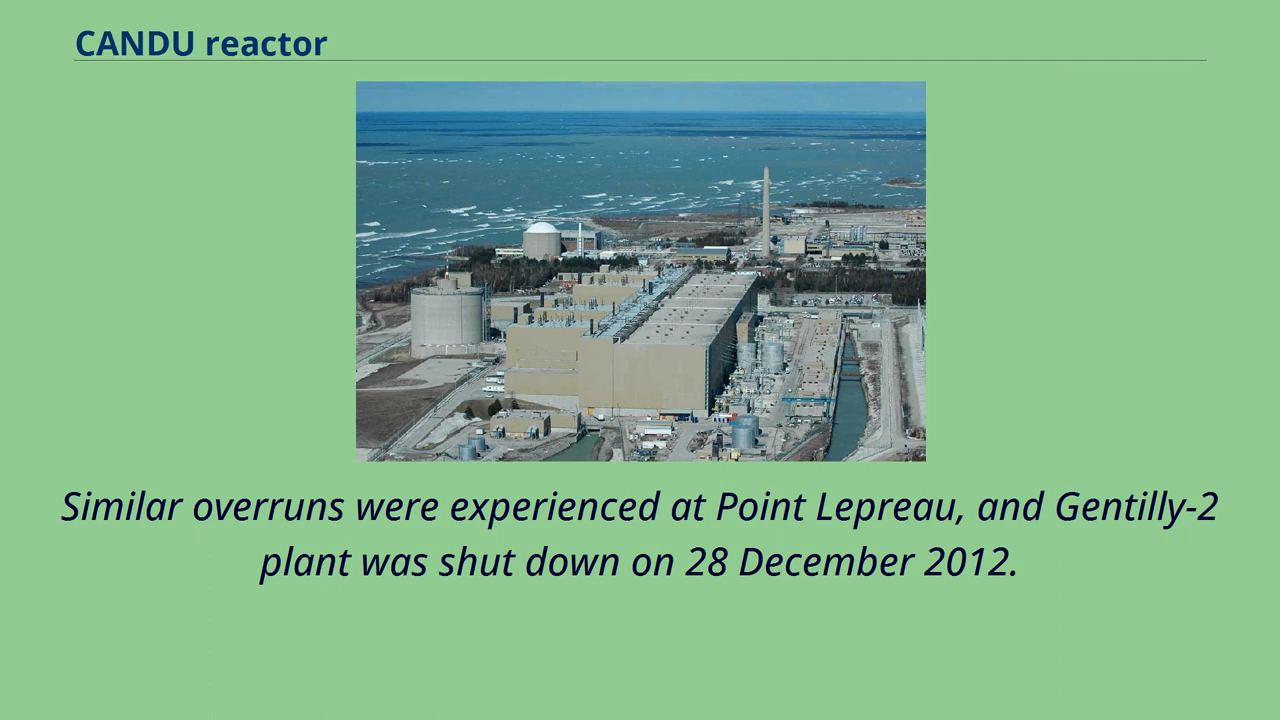 CANDU reactor
Similar overruns were experienced at Point Lepreau, and Gentilly-2
plant was shut down on 28 December 2012.